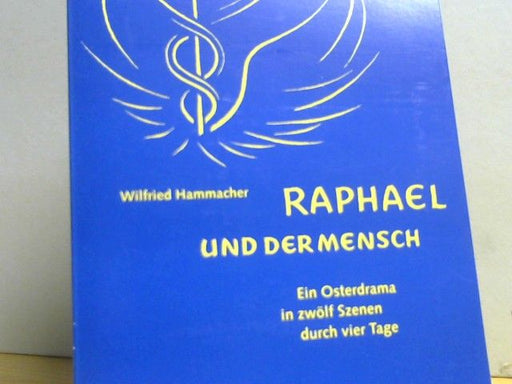 Wilfried Hammacher
RAPHAEL
UND DER MENSCH
Ein Osterdrama
in zwölf Szenen
durch vier Tage